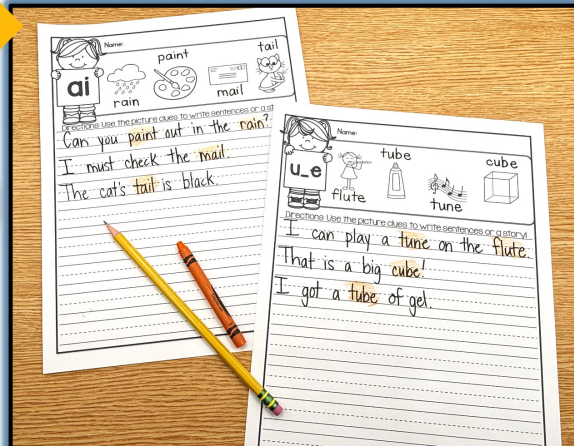 Name:
ai
rain
paint
mail
tail
Directions: Use the picture clues to write sentences or a st
Can you paint out in the rain?
I must check the mail.
The cat's tail is black.
Name:
u_e
flute
tube
tune
cube
Directions: Use the picture clues to write sentences or a story!
I can play a tune on the flute.
That is a big cube!
I got a tube of gel.